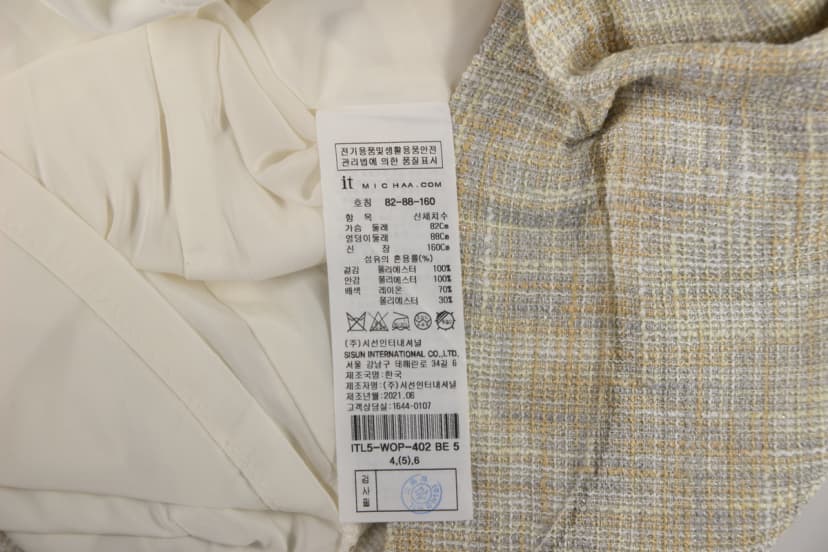 전기용품및생활용품안전
관리법에 의한 품질표시
it MICHAA.COM
호칭 82-88-160
항 목 신체치수
가슴 둘레 82Cm
엉덩이둘레 88Cm
신 장 160Cm
섬유의 혼용률(%)
겉감 폴리에스터 100%
안감 폴리에스터 100%
배색 레이온 70%
폴리에스터 30%
(주)시선인터내셔널
SISUN INTERNATIONAL CO.,LTD.
서울 강남구 테헤란로 34길 6
제조국명:한국
제조자명:(주)시선인터내셔널
제조년월:2021.06
고객상담실:1644-0107
ITL5-WOP-402 BE 5
4,(5),6
검사필